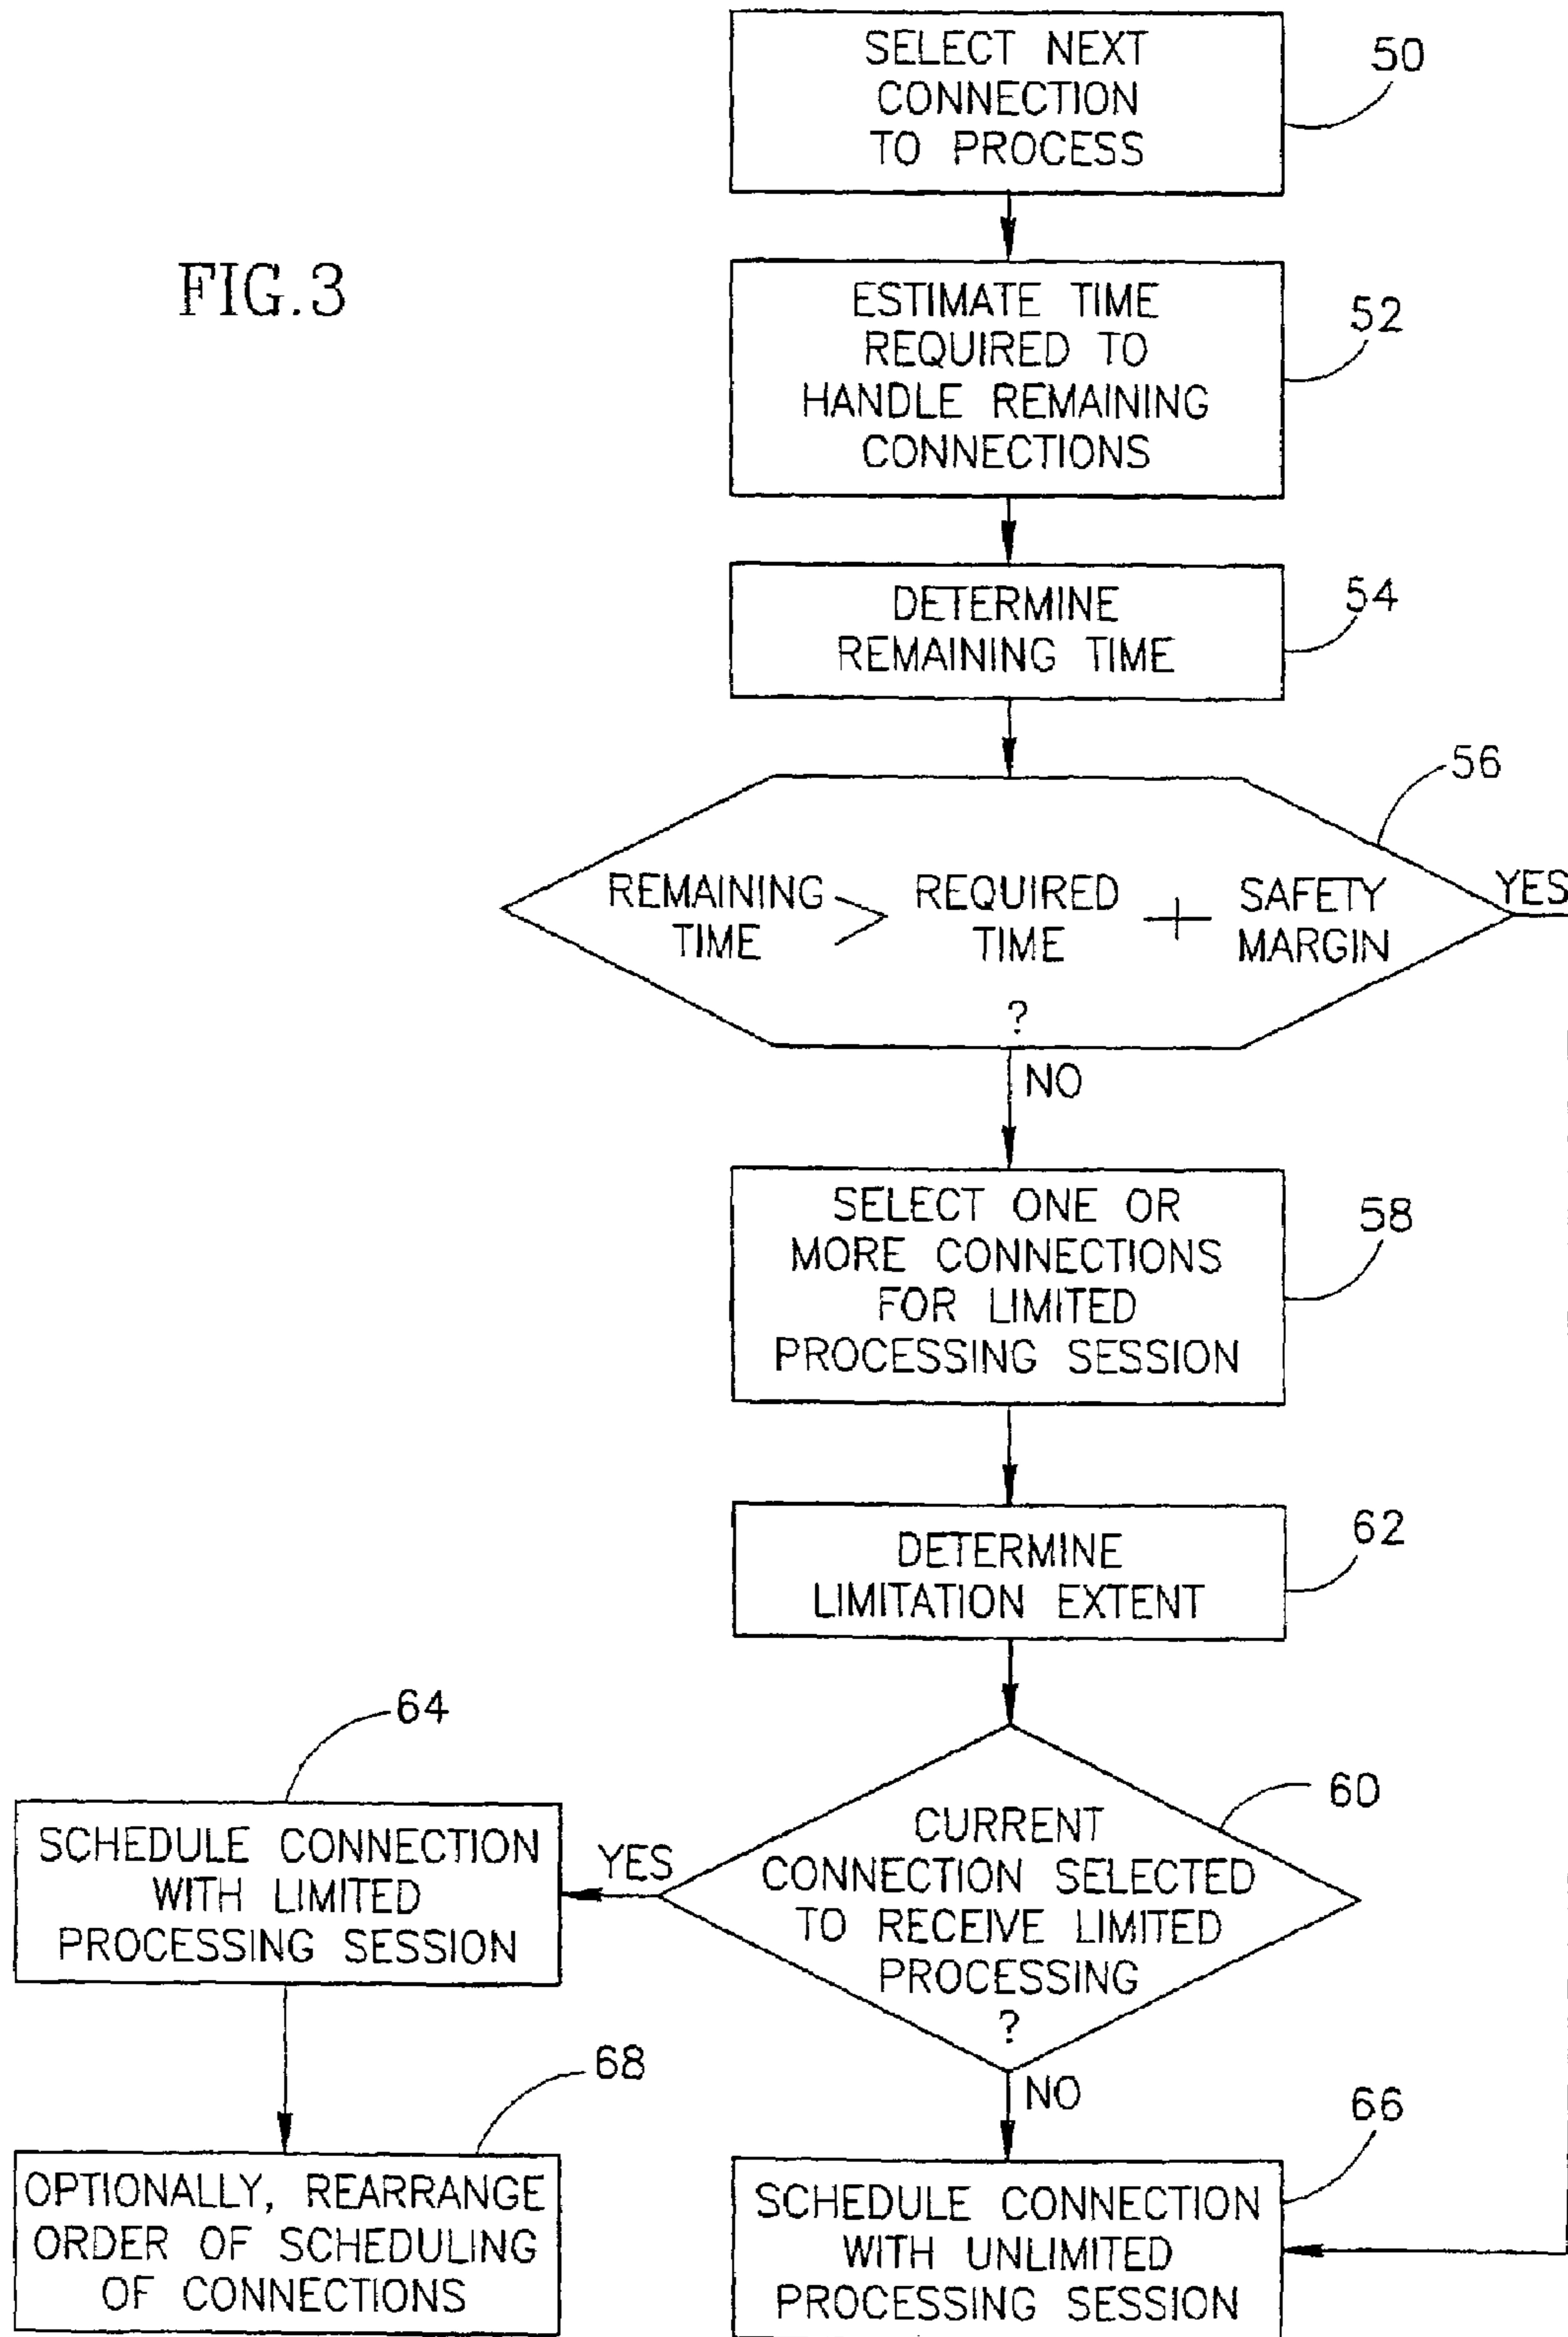 SELECT NEXT
CONNECTION
TO PROCESS
50
FIG.3
ESTIMATE TIME
REQUIRED TO
HANDLE REMAINING
CONNECTIONS
52
DETERMINE
REMAINING TIME
54
56
REMAINING
TIME
>
REQUIRED
TIME
+
SAFETY
MARGIN
?
YES
NO
SELECT ONE OR
MORE CONNECTIONS
FOR LIMITED
PROCESSING SESSION
58
DETERMINE
LIMITATION EXTENT
62
64
60
CURRENT
CONNECTION SELECTED
TO RECEIVE LIMITED
PROCESSING
?
YES
SCHEDULE CONNECTION
WITH LIMITED
PROCESSING SESSION
NO
68
OPTIONALLY, REARRANGE
ORDER OF SCHEDULING
OF CONNECTIONS
66
SCHEDULE CONNECTION
WITH UNLIMITED
PROCESSING SESSION